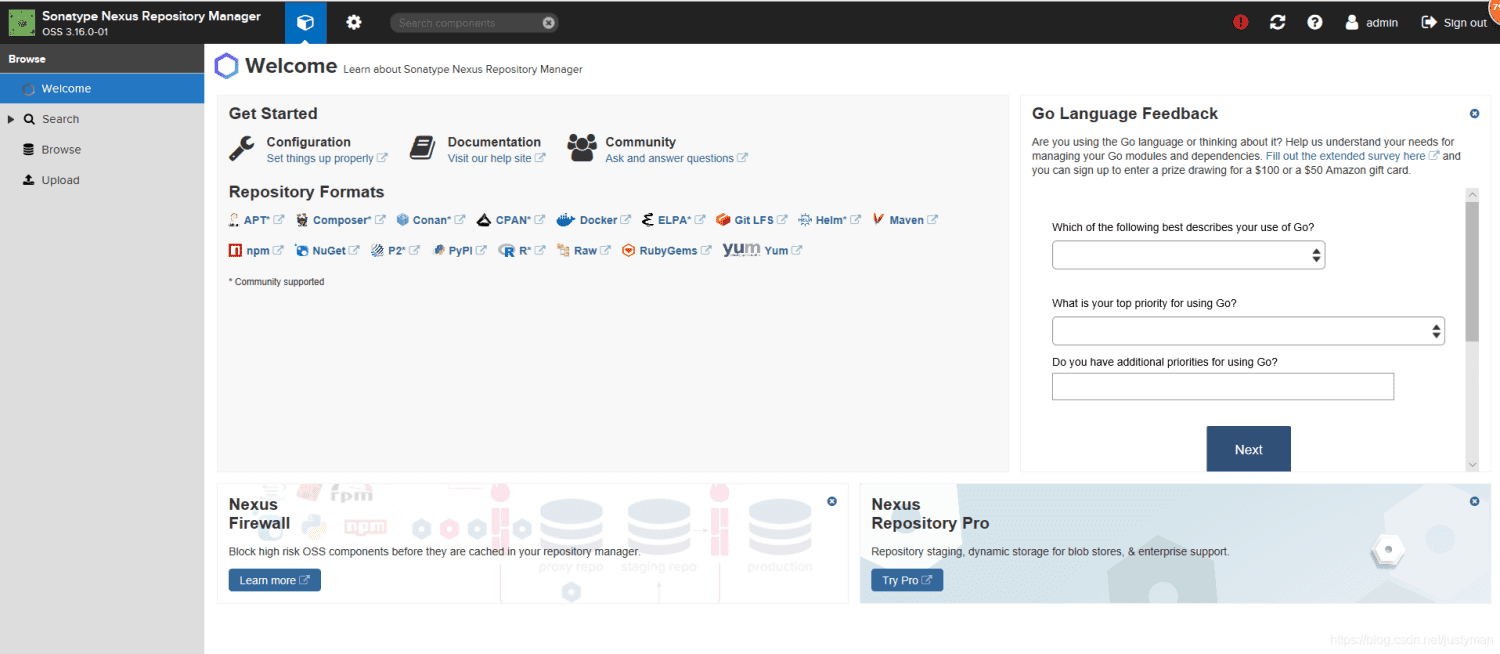 Sonatype Nexus Repository Manager
OSS 3.16.0-01
Search components
admin
Sign out
Browse
Welcome
Search
Browse
Upload
Welcome Learn about Sonatype Nexus Repository Manager
Get Started
Configuration
Set things up properly
Documentation
Visit our help site
Community
Ask and answer questions
Repository Formats
APT* Composer* Conan* CPAN* Docker ELPA* Git LFS Helm* Maven
npm NuGet P2* PyPI R* Raw RubyGems yum Yum
* Community supported
Go Language Feedback
Are you using the Go language or thinking about it? Help us understand your needs for
managing your Go modules and dependencies. Fill out the extended survey here and
you can sign up to enter a prize drawing for a $100 or a $50 Amazon gift card.
Which of the following best describes your use of Go?
What is your top priority for using Go?
Do you have additional priorities for using Go?
Next
Nexus
Firewall
rpm
npm
Block high risk OSS components before they are cached in your repository manager.
proxy repo staging repo production
Learn more
Nexus
Repository Pro
Repository staging, dynamic storage for blob stores, & enterprise support.
Try Pro
https://blog.csdn.net/justyman